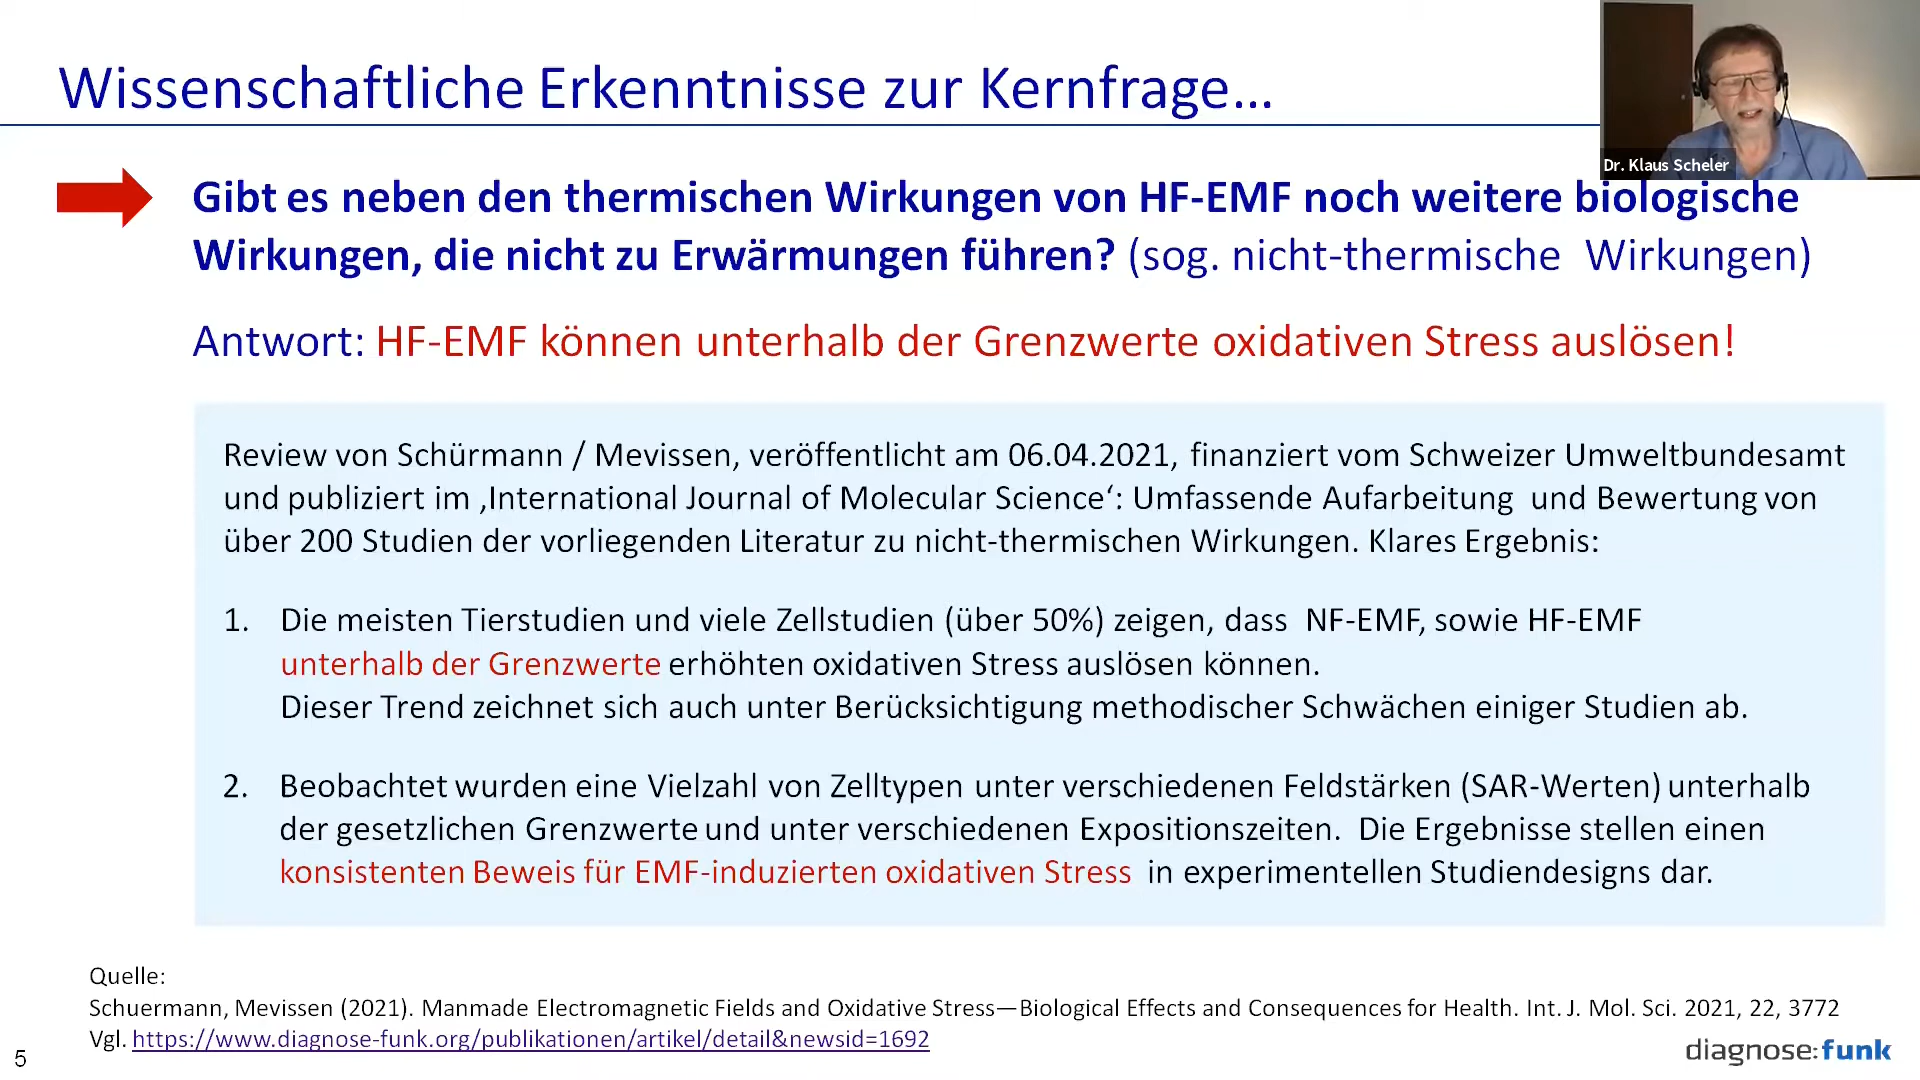 Wissenschaftliche Erkenntnisse zur Kernfrage...
Dr. Klaus Scheler
Gibt es neben den thermischen Wirkungen von HF-EMF noch weitere biologische
Wirkungen, die nicht zu Erwärmungen führen? (sog. nicht-thermische Wirkungen)
Antwort: HF-EMF können unterhalb der Grenzwerte oxidativen Stress auslösen!
Review von Schürmann / Mevissen, veröffentlicht am 06.04.2021, finanziert vom Schweizer Umweltbundesamt
und publiziert im ‚International Journal of Molecular Science‘: Umfassende Aufarbeitung und Bewertung von
über 200 Studien der vorliegenden Literatur zu nicht-thermischen Wirkungen. Klares Ergebnis:
1. Die meisten Tierstudien und viele Zellstudien (über 50%) zeigen, dass NF-EMF, sowie HF-EMF
unterhalb der Grenzwerte erhöhten oxidativen Stress auslösen können.
Dieser Trend zeichnet sich auch unter Berücksichtigung methodischer Schwächen einiger Studien ab.
2. Beobachtet wurden eine Vielzahl von Zelltypen unter verschiedenen Feldstärken (SAR-Werten) unterhalb
der gesetzlichen Grenzwerte und unter verschiedenen Expositionszeiten. Die Ergebnisse stellen einen
konsistenten Beweis für EMF-induzierten oxidativen Stress in experimentellen Studiendesigns dar.
Quelle:
Schuermann, Mevissen (2021). Manmade Electromagnetic Fields and Oxidative Stress—Biological Effects and Consequences for Health. Int. J. Mol. Sci. 2021, 22, 3772
Vgl. https://www.diagnose-funk.org/publikationen/artikel/detail&newsid=1692
5
diagnose:funk